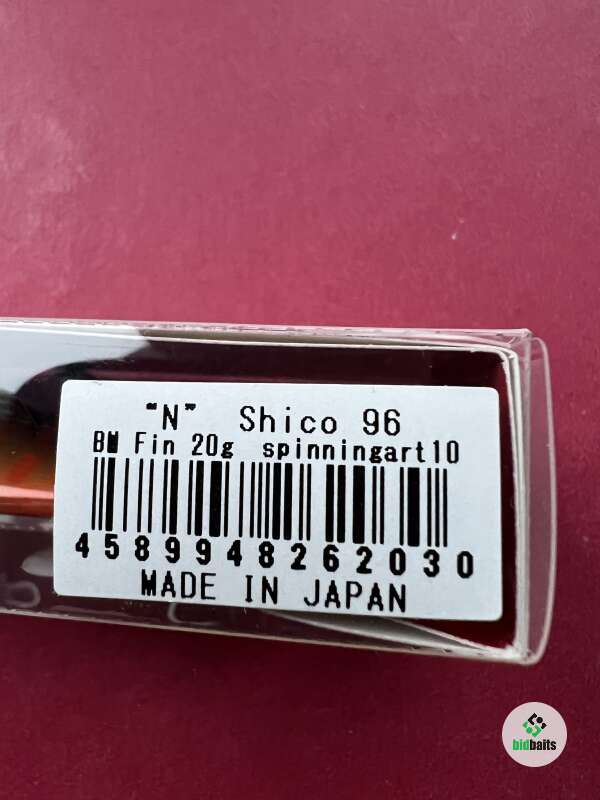 "N" Shico 96
BM Fin 20g spinningart10
4589948262030
MADE IN JAPAN
bidbaits